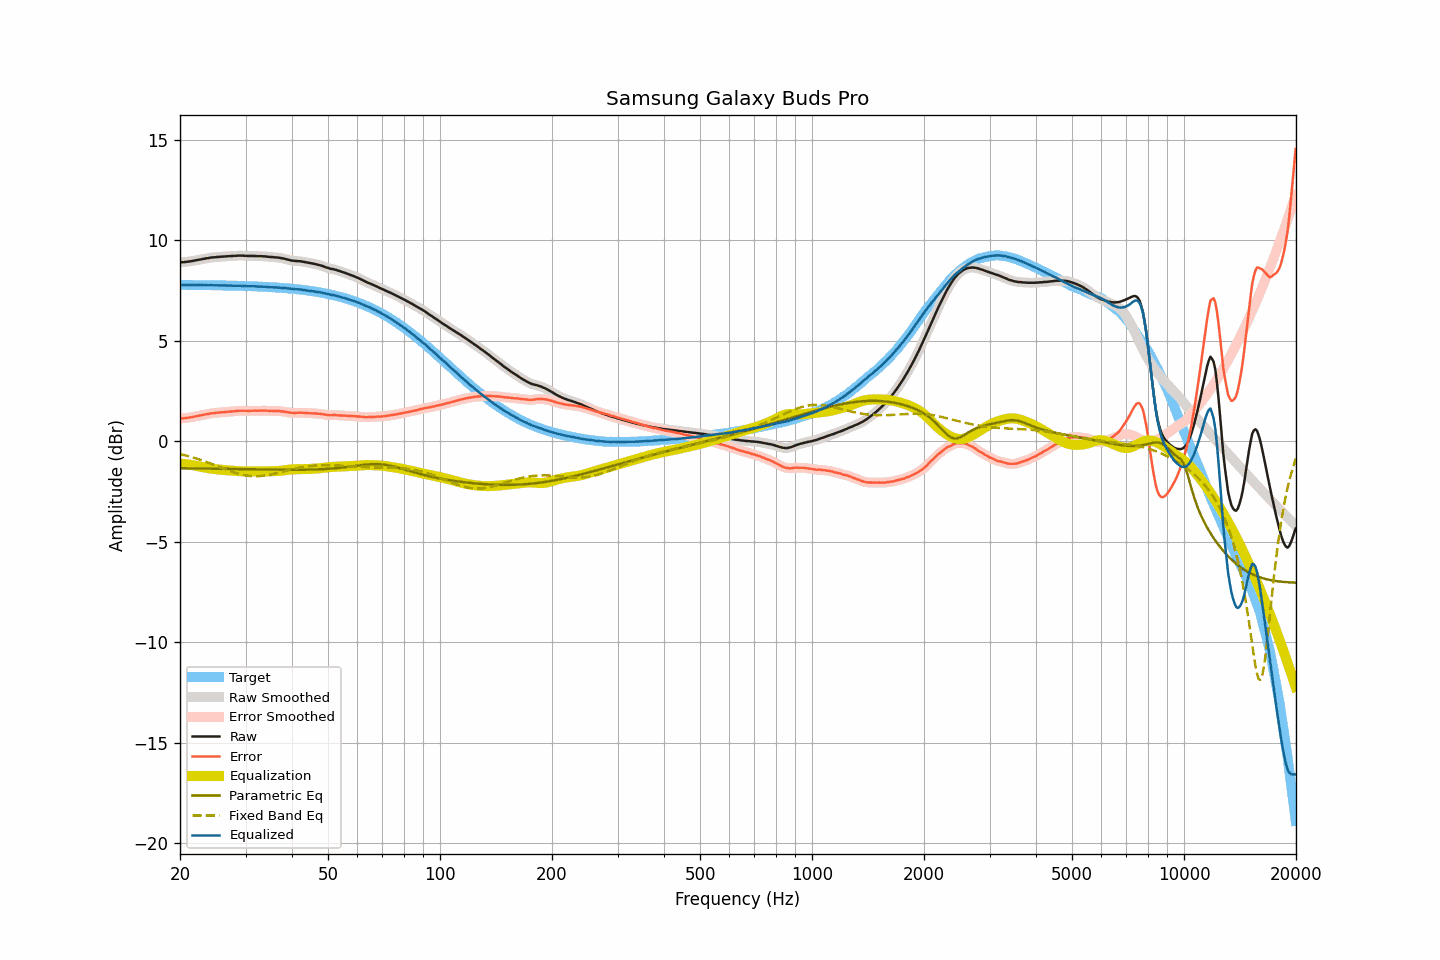 Samsung Galaxy Buds Pro
15
10
5
0
−5
−10
−15
−20
Amplitude (dBr)
Target
Raw Smoothed
Error Smoothed
Raw
Error
Equalization
Parametric Eq
Fixed Band Eq
Equalized
20 50 100 200 500 1000 2000 5000 10000 20000
Frequency (Hz)